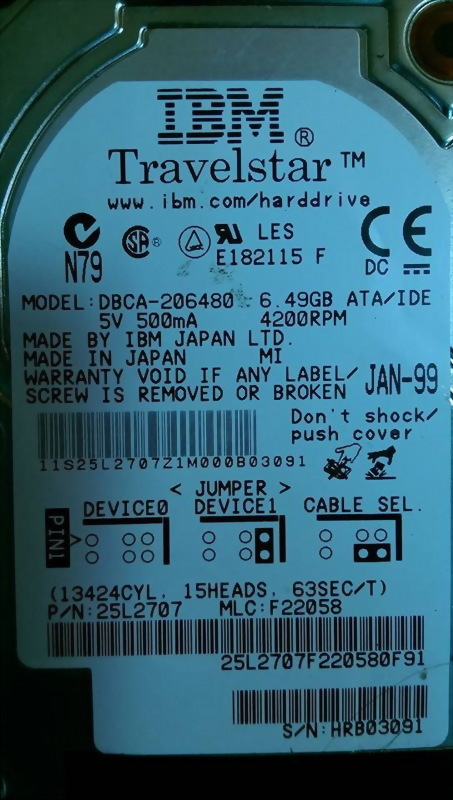 IBM®
Travelstar™
www.ibm.com/harddrive
N79
SA®
LES
E182115 F
CE
DC
MODEL:DBCA-206480 6.49GB ATA/IDE
5V 500mA 4200RPM
MADE BY IBM JAPAN LTD.
MADE IN JAPAN MI
WARRANTY VOID IF ANY LABEL/
SCREW IS REMOVED OR BROKEN
JAN-99
Don't shock/
push cover
11S25L2707Z1M000B03091
< JUMPER >
DEVICE0 DEVICE1 CABLE SEL.
PIN1
(13424CYL. 15HEADS, 63SEC/T)
P/N:25L2707 MLC:F22058
25L2707F220580F91
S/N:HRB03091